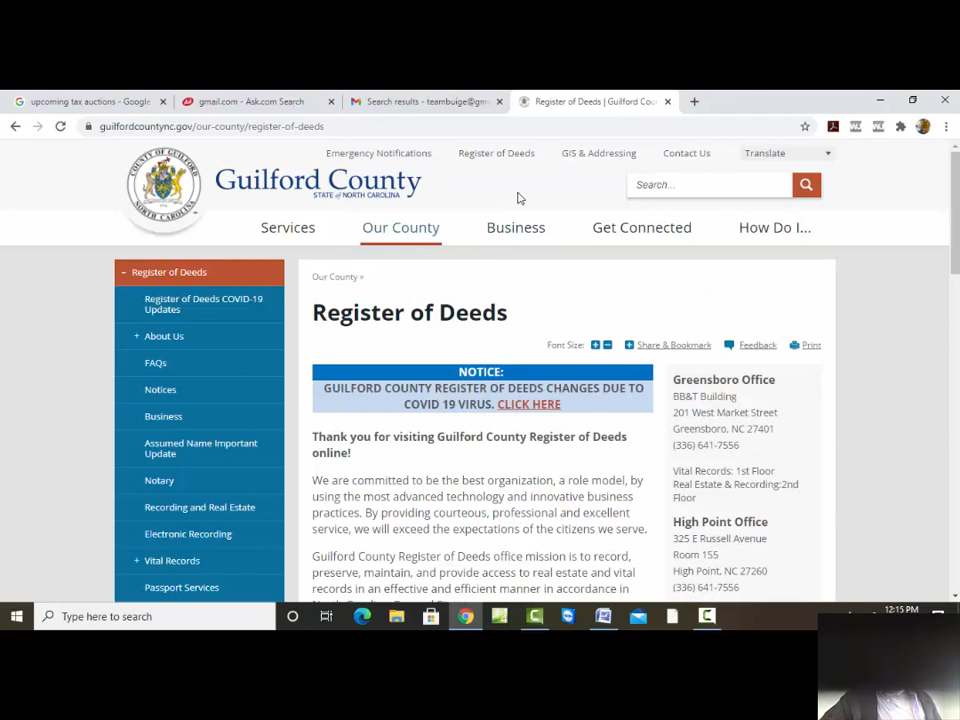 upcoming tax auctions - Google
gmail.com - Ask.com Search
Search results - teambuige@gm
Register of Deeds | Guilford Cou
guilfordcountync.gov/our-county/register-of-deeds
Emergency Notifications
Register of Deeds
GIS & Addressing
Contact Us
Translate
COUNTY OF GUILFORD
NORTH CAROLINA
Guilford County
STATE OF NORTH CAROLINA
Search...
Services
Our County
Business
Get Connected
How Do I...
- Register of Deeds
Register of Deeds COVID-19
Updates
+ About Us
FAQs
Notices
Business
Assumed Name Important
Update
Notary
Recording and Real Estate
Electronic Recording
+ Vital Records
Passport Services
Our County »
Register of Deeds
Font Size:
Share & Bookmark
Feedback
Print
NOTICE:
GUILFORD COUNTY REGISTER OF DEEDS CHANGES DUE TO
COVID 19 VIRUS. CLICK HERE
Thank you for visiting Guilford County Register of Deeds
online!
We are committed to be the best organization, a role model, by
using the most advanced technology and innovative business
practices. By providing courteous, professional and excellent
service, we will exceed the expectations of the citizens we serve.
Guilford County Register of Deeds office mission is to record,
preserve, maintain, and provide access to real estate and vital
records in an effective and efficient manner in accordance in
Greensboro Office
BB&T Building
201 West Market Street
Greensboro, NC 27401
(336) 641-7556
Vital Records: 1st Floor
Real Estate & Recording:2nd
Floor
High Point Office
325 E Russell Avenue
Room 155
High Point, NC 27260
(336) 641-7556
Type here to search
12:15 PM